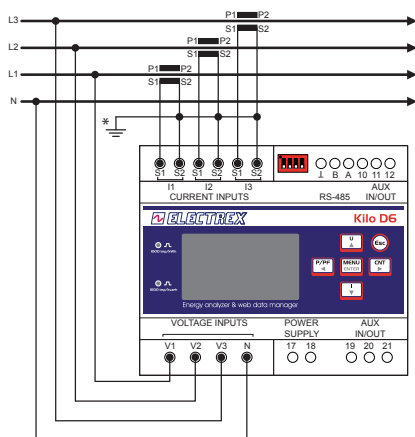 L3
P1 P2
S1 S2
L2
P1 P2
S1 S2
L1
P1 P2
S1 S2
N
*
S1 S2 S1 S2 S1 S2
I1 I2 I3
CURRENT INPUTS
⊥ B A 10 11 12
RS-485
AUX
IN/OUT
ELECTREX
Kilo D6
U
Esc
P/PF
MENU
ENTER
CNT
I
Energy analyzer & web data manager
VOLTAGE INPUTS
V1 V2 V3 N
POWER
SUPPLY
17 18
AUX
IN/OUT
19 20 21